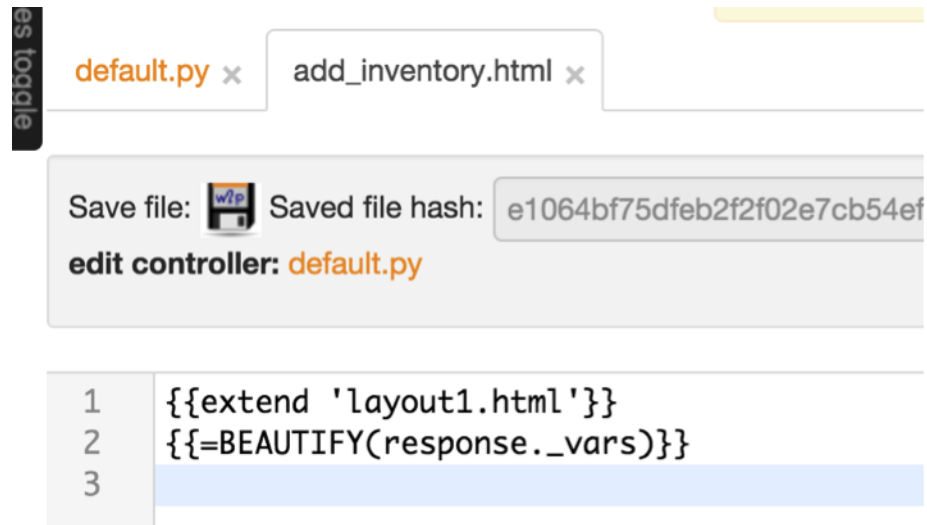 es toggle
default.py × add_inventory.html ×
Save file: w2p Saved file hash: e1064bf75dfeb2f2f02e7cb54ef
edit controller: default.py
1 {{extend 'layout1.html'}}
2 {{=BEAUTIFY(response._vars)}}
3